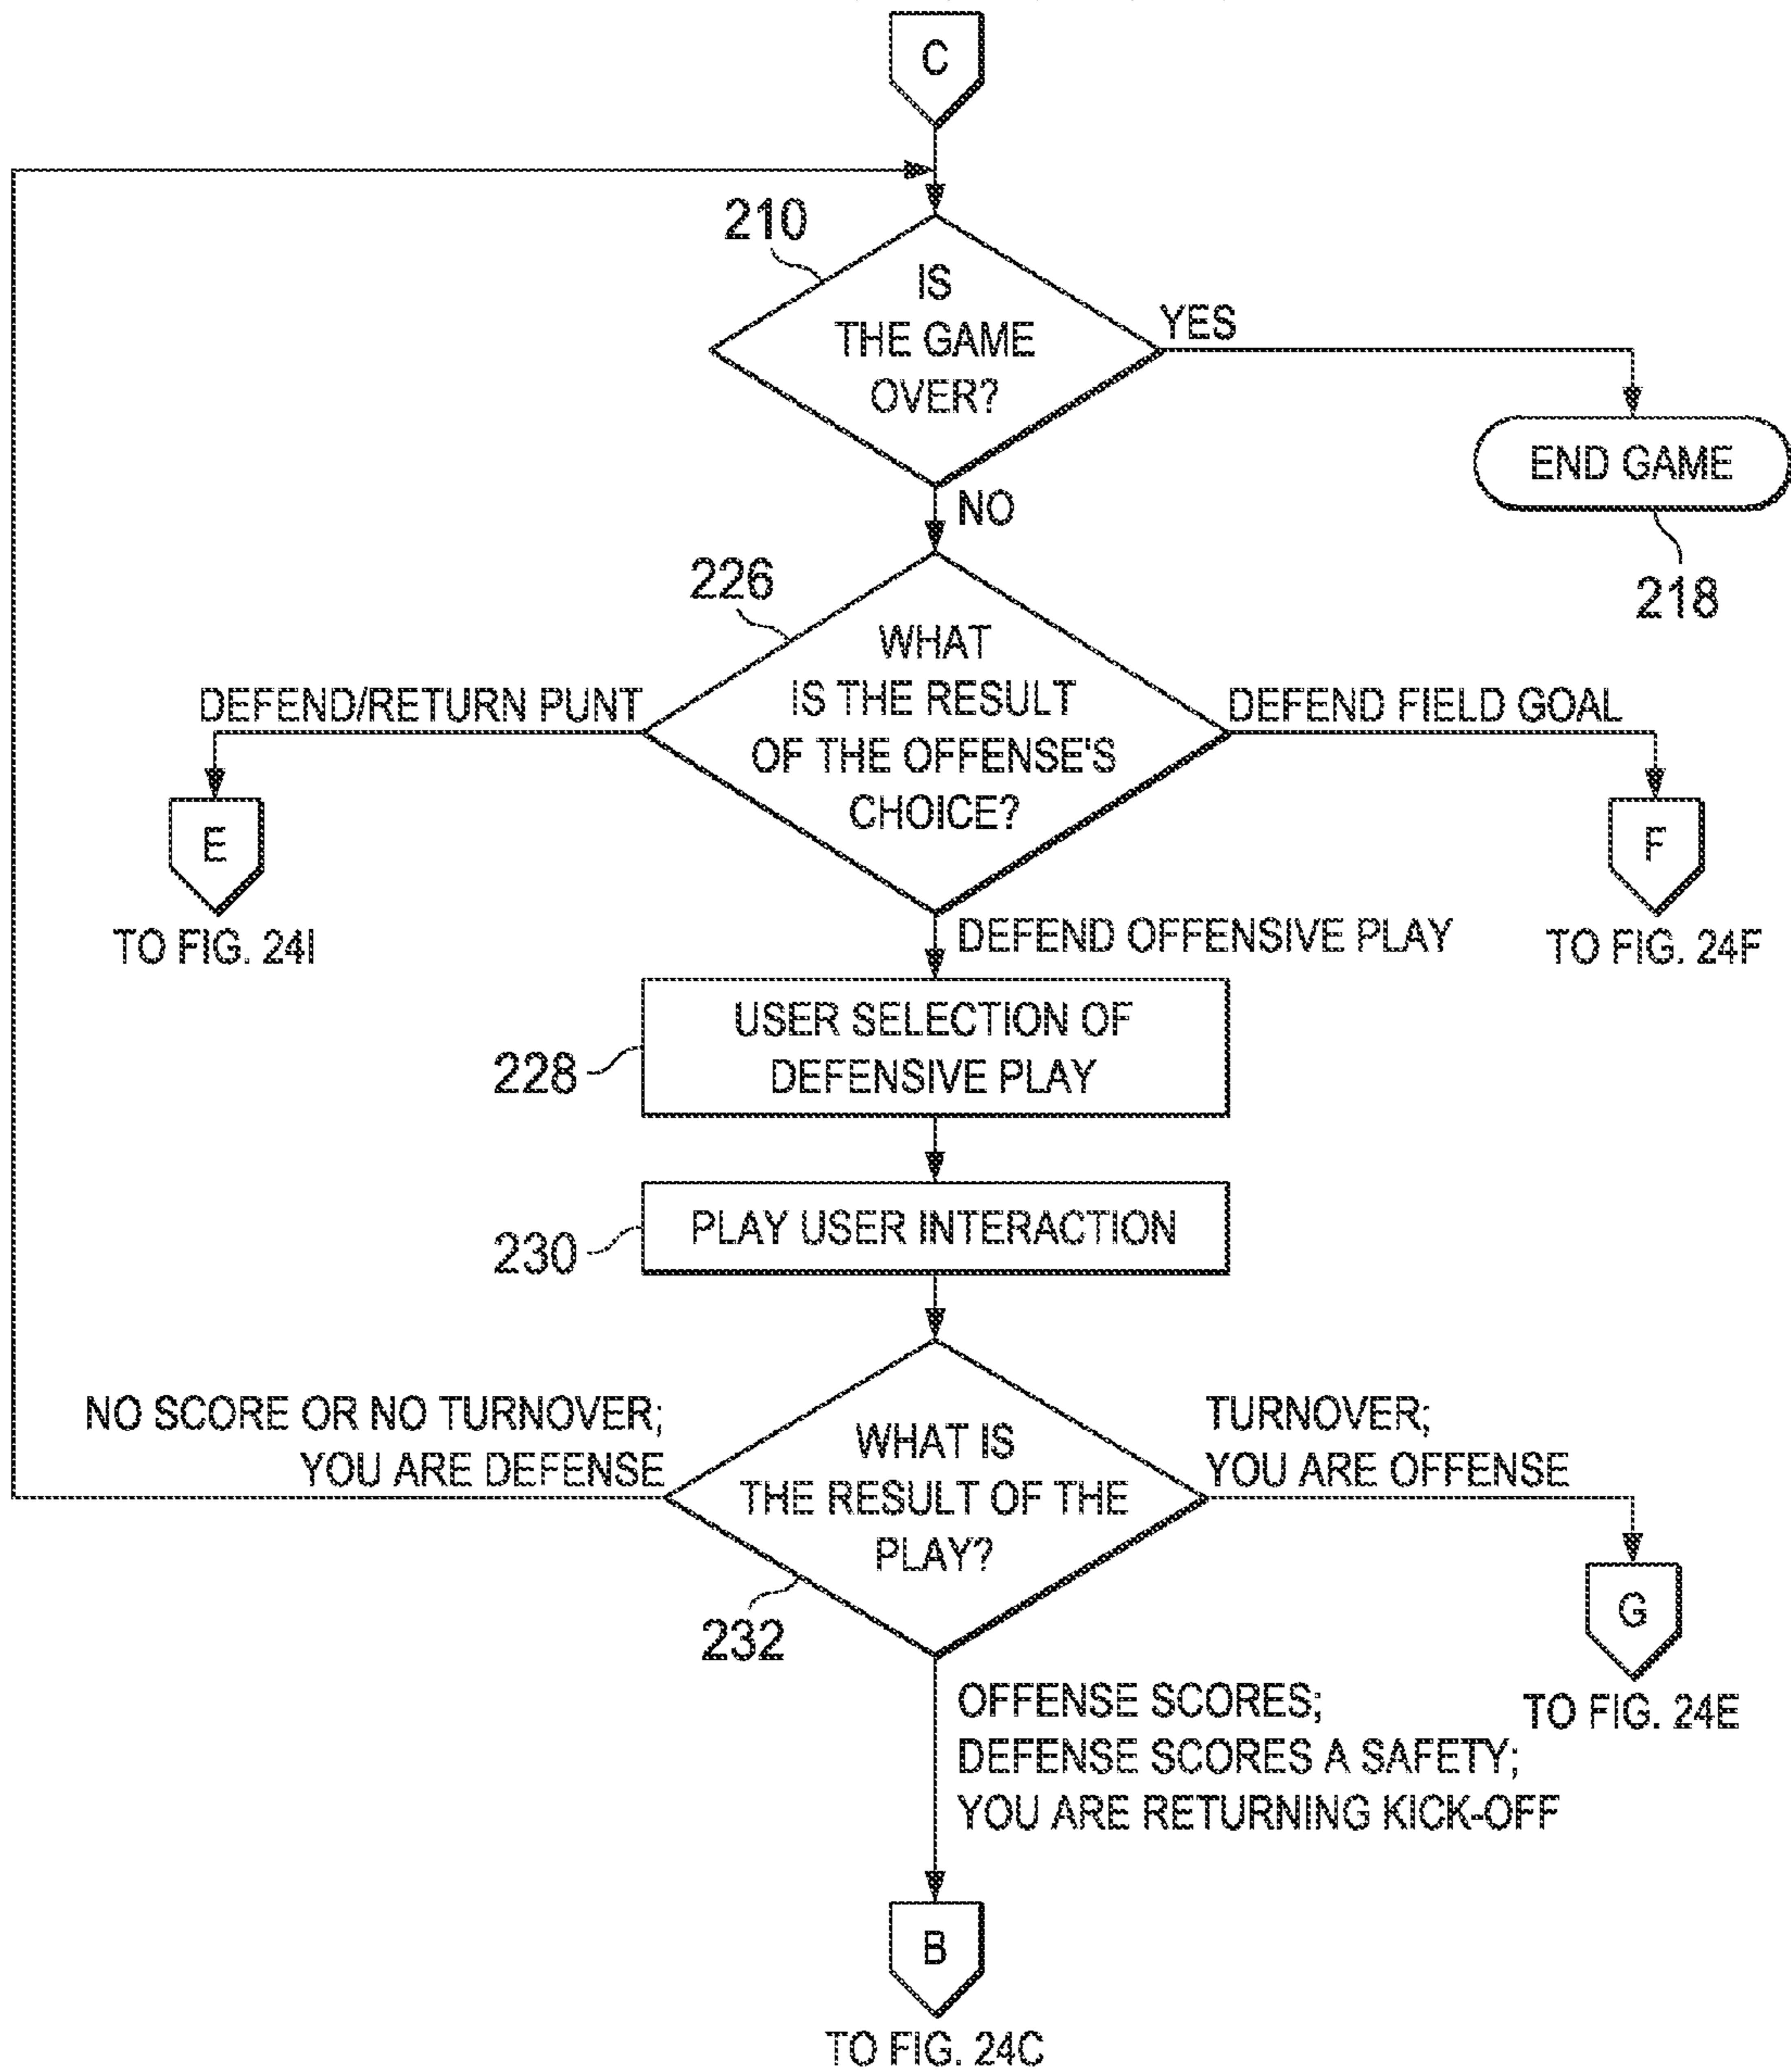 C
210
IS
THE GAME
OVER?
YES
END GAME
218
NO
226
WHAT
IS THE RESULT
OF THE OFFENSE'S
CHOICE?
DEFEND/RETURN PUNT
DEFEND FIELD GOAL
E
TO FIG. 24I
F
TO FIG. 24F
DEFEND OFFENSIVE PLAY
USER SELECTION OF
DEFENSIVE PLAY
228
PLAY USER INTERACTION
230
NO SCORE OR NO TURNOVER;
YOU ARE DEFENSE
WHAT IS
THE RESULT OF THE
PLAY?
232
TURNOVER;
YOU ARE OFFENSE
G
TO FIG. 24E
OFFENSE SCORES;
DEFENSE SCORES A SAFETY;
YOU ARE RETURNING KICK-OFF
B
TO FIG. 24C